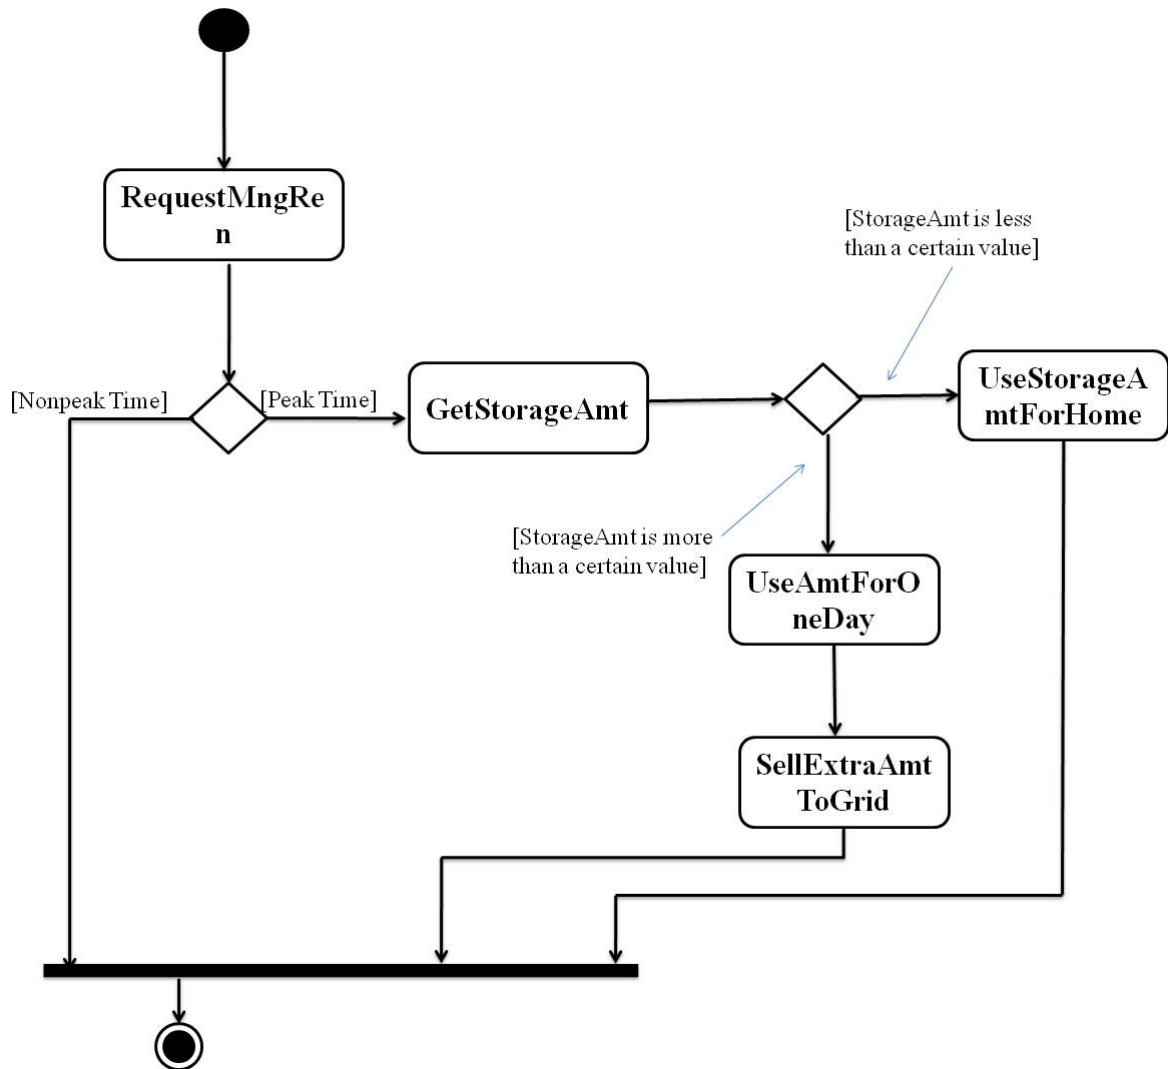 RequestMngRe
n
[StorageAmt is less
than a certain value]
[Nonpeak Time]
[Peak Time]
GetStorageAmt
UseStorageA
mtForHome
[StorageAmt is more
than a certain value]
UseAmtForO
neDay
SellExtraAmt
ToGrid